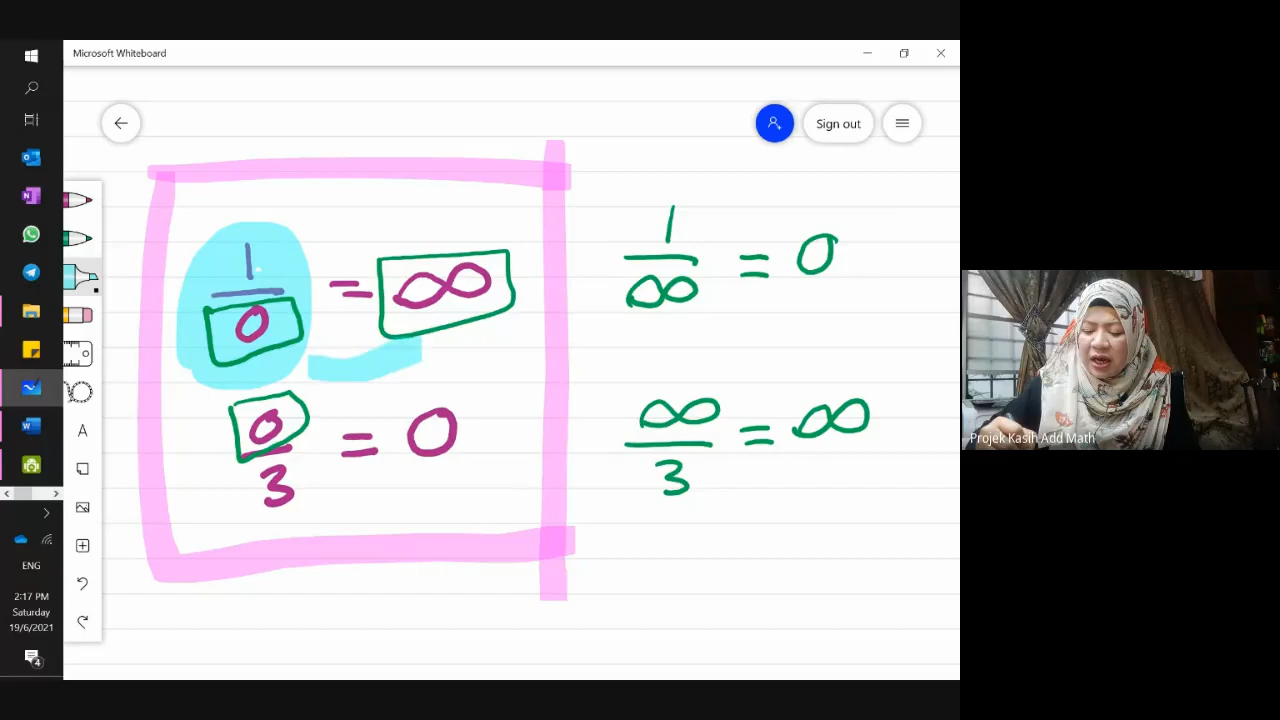 Microsoft Whiteboard
Sign out
1/0 = ∞
0/3 = 0
1/∞ = 0
∞/3 = ∞
A
ENG
2:17 PM
Saturday
19/6/2021
4
Projek Kasih Add Math